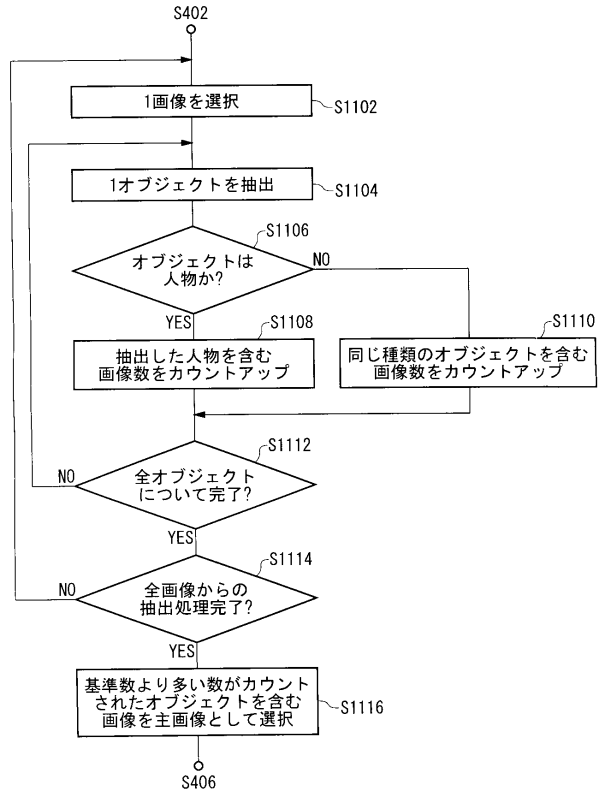 S402
1画像を選択
S1102
1オブジェクトを抽出
S1104
S1106
オブジェクトは
人物か?
NO
YES
S1108
S1110
抽出した人物を含む
画像数をカウントアップ
同じ種類のオブジェクトを含む
画像数をカウントアップ
S1112
NO
全オブジェクト
について完了?
YES
S1114
NO
全画像からの
抽出処理完了?
YES
基準数より多い数がカウント
されたオブジェクトを含む
画像を主画像として選択
S1116
S406